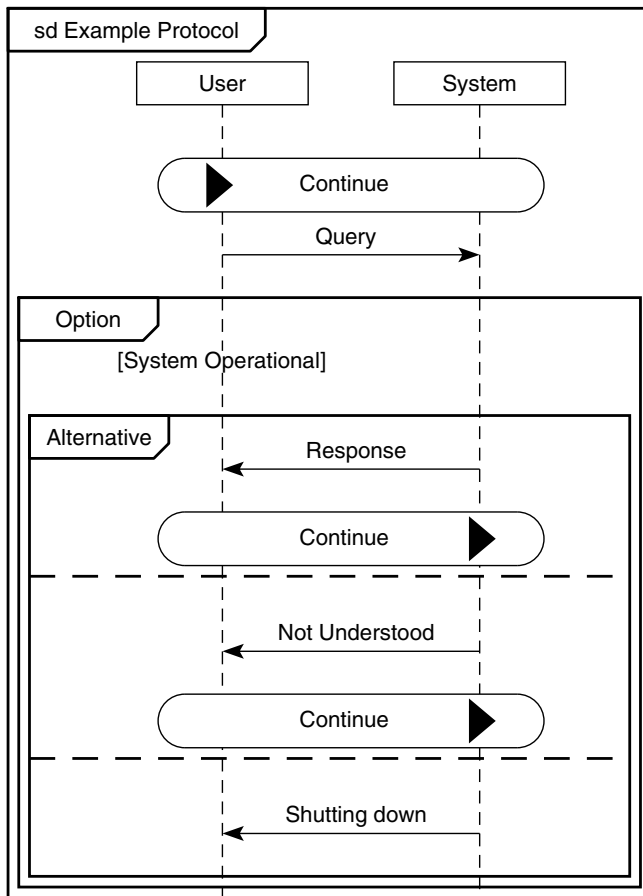 sd Example Protocol
User
System
Continue
Query
Option
[System Operational]
Alternative
Response
Continue
Not Understood
Continue
Shutting down